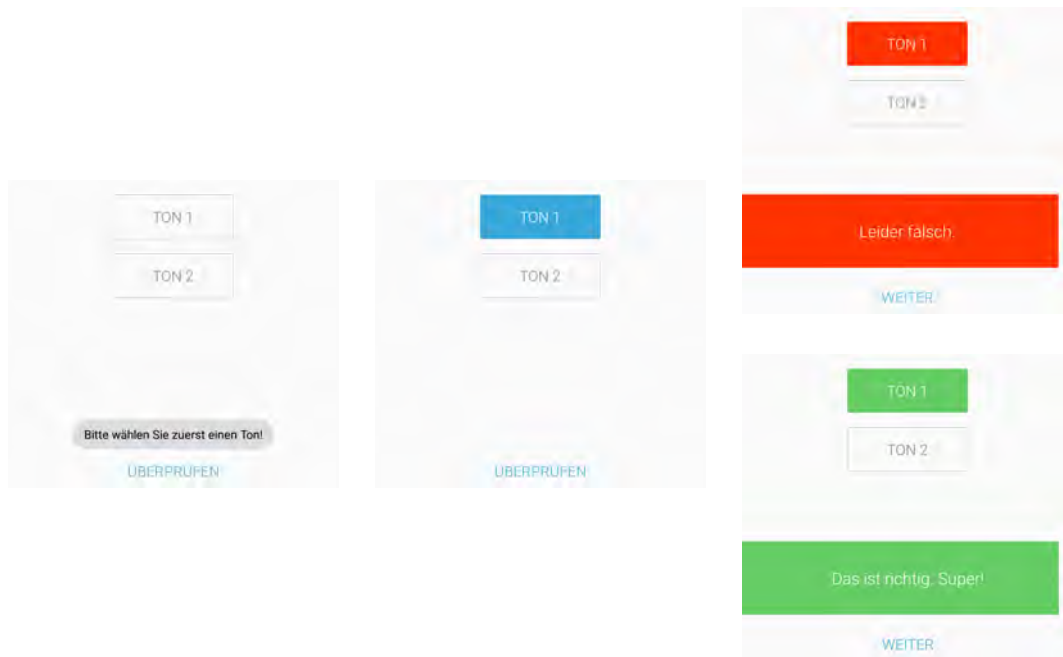 TON 1
TON 2
Bitte wählen Sie zuerst einen Ton!
ÜBERPRÜFEN
TON 1
TON 2
ÜBERPRÜFEN
TON 1
TON 2
Leider falsch.
WEITER
TON 1
TON 2
Das ist richtig. Super!
WEITER